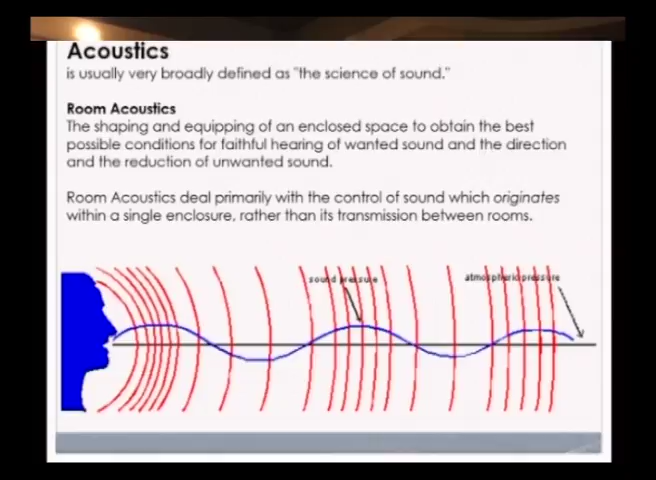 Acoustics
is usually very broadly defined as "the science of sound."
Room Acoustics
The shaping and equipping of an enclosed space to obtain the best
possible conditions for faithful hearing of wanted sound and the direction
and the reduction of unwanted sound.
Room Acoustics deal primarily with the control of sound which originates
within a single enclosure, rather than its transmission between rooms.
sound pressure
atmospheric pressure